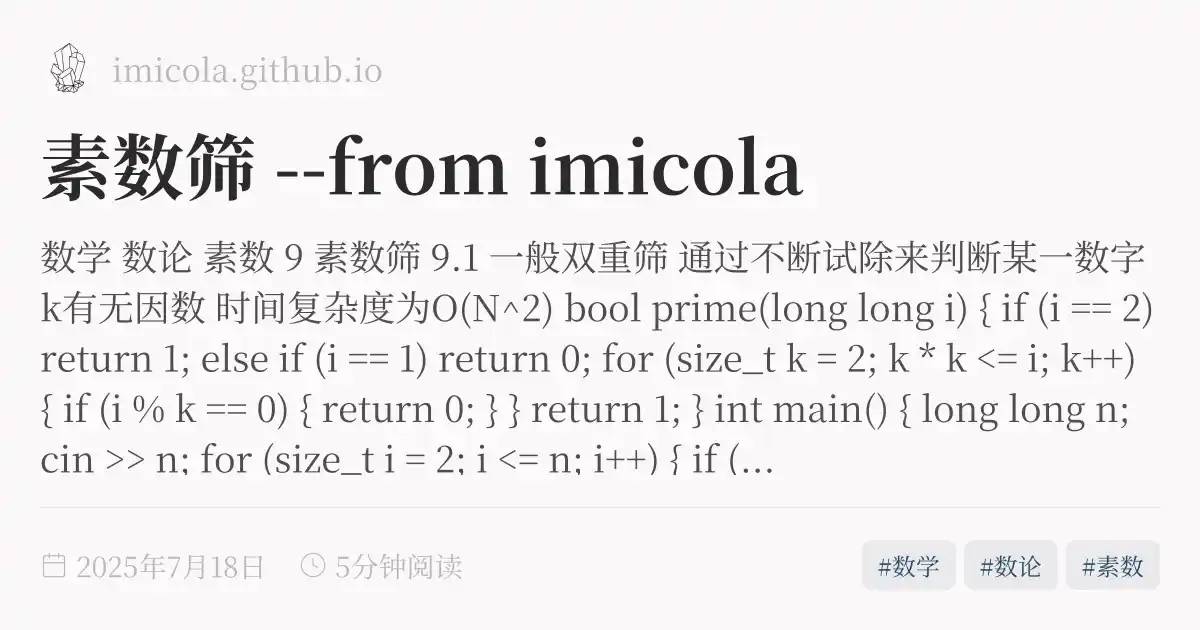 imicola.github.io
素数筛 --from imicola
数学 数论 素数 9 素数筛 9.1 一般双重筛 通过不断试除来判断某一数字
k有无因数 时间复杂度为O(N^2) bool prime(long long i) { if (i == 2)
return 1; else if (i == 1) return 0; for (size_t k = 2; k * k <= i; k++)
{ if (i % k == 0) { return 0; } } return 1; } int main() { long long n;
cin >> n; for (size_t i = 2; i <= n; i++) { if (...
2025年7月18日 5分钟阅读 #数学 #数论 #素数